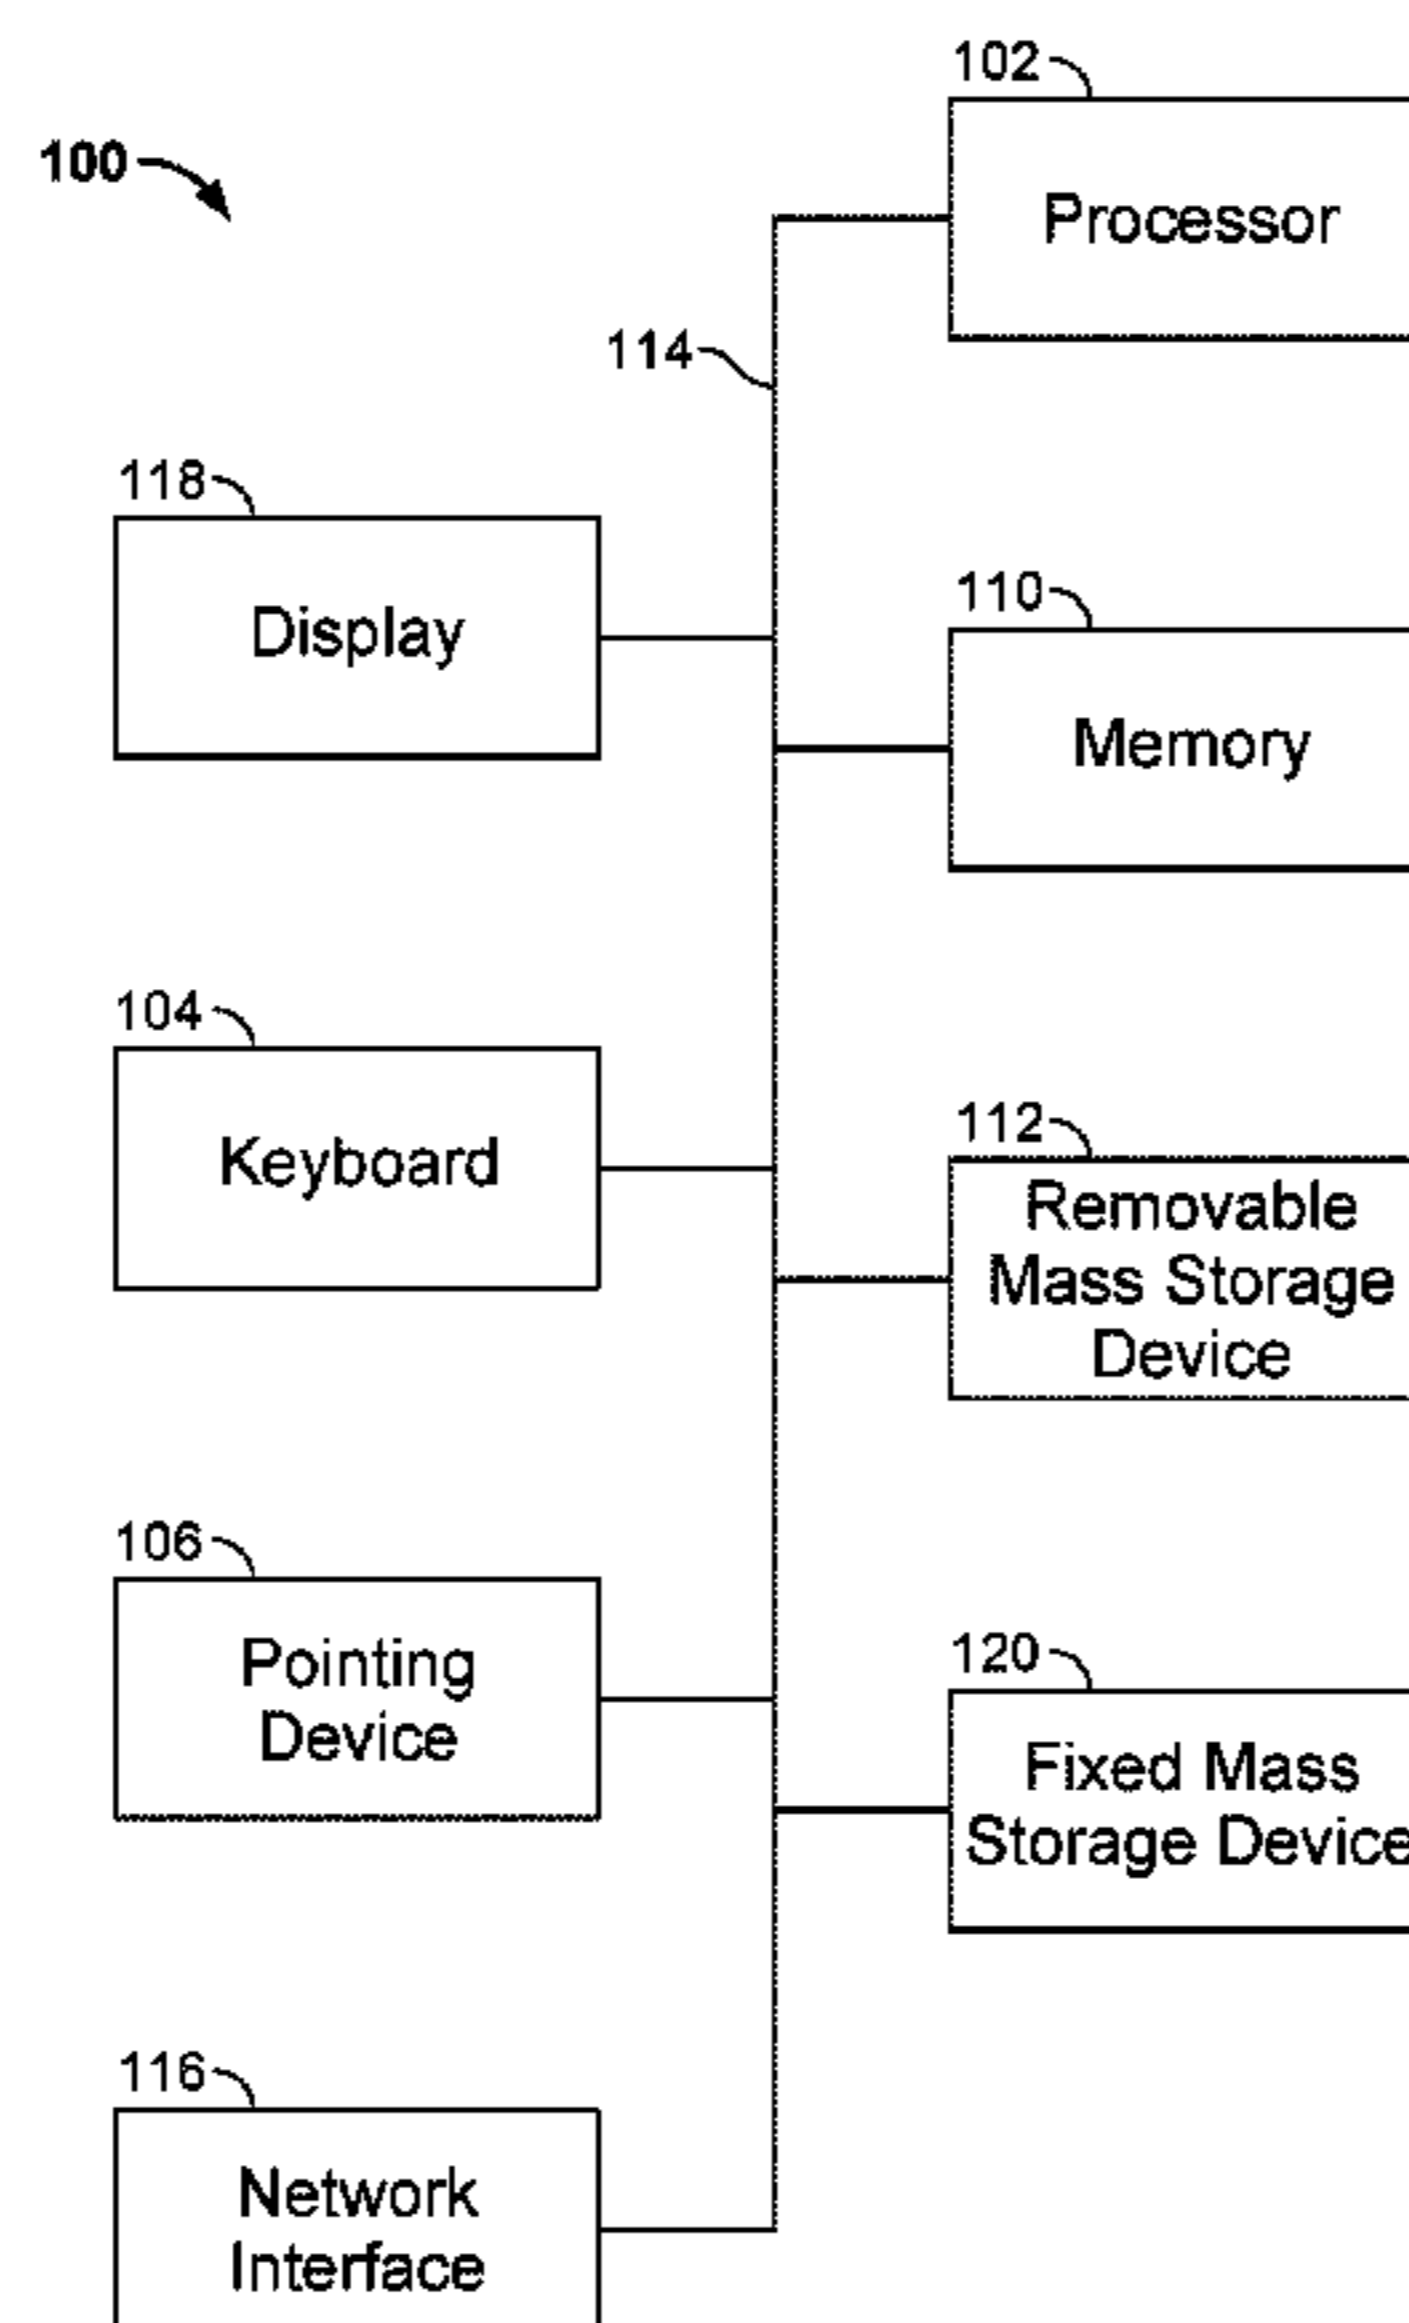 102
100
Processor
114
118
Display
110
Memory
104
Keyboard
112
Removable
Mass Storage
Device
106
Pointing
Device
120
Fixed Mass
Storage Device
116
Network
Interface